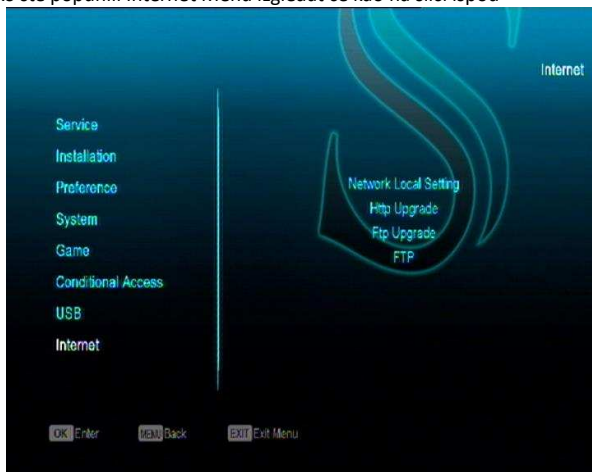 Internet
Service
Installation
Preference
System
Game
Conditional Access
USB
Internet
Network Local Setting
Http Upgrade
Ftp Upgrade
FTP
OK Enter MENU Back EXIT Exit Menu